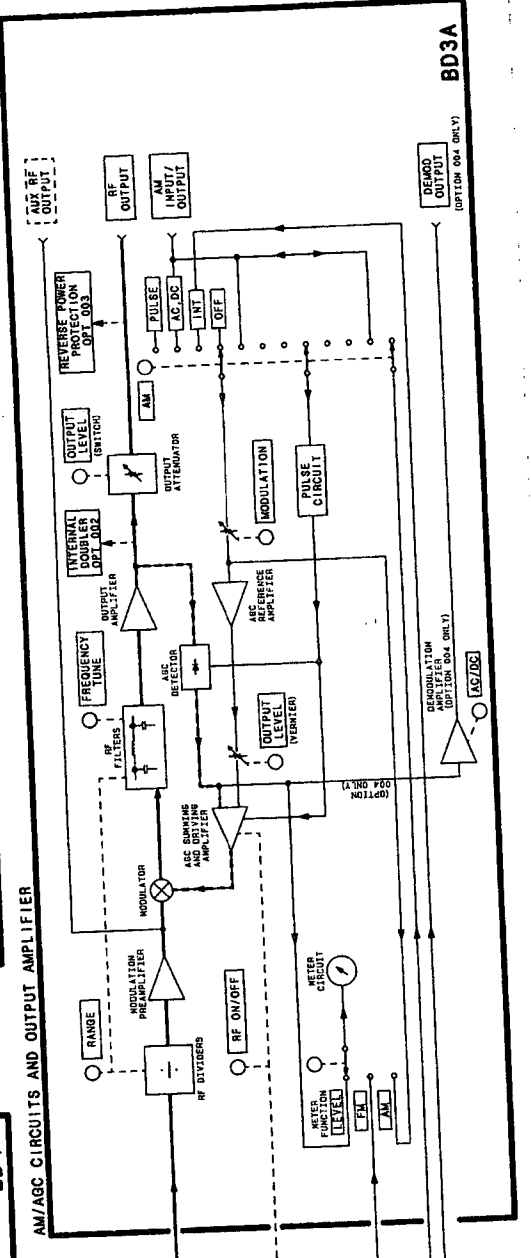 AM/AGC CIRCUITS AND OUTPUT AMPLIFIER
BD3A
AUX RF
OUTPUT
RF
OUTPUT
AM
INPUT/
OUTPUT
DEMOD
OUTPUT
(OPTION 004 ONLY)
REVERSE POWER
PROTECTION
OPT 003
OUTPUT
LEVEL
(SWITCH)
OUTPUT
ATTENUATOR
INTERNAL
DOUBLER
OPT 002
OUTPUT
AMPLIFIER
FREQUENCY
TUNE
RF
FILTERS
MODULATOR
MODULATION
PREAMPLIFIER
RANGE
RF DIVIDERS
AM
PULSE
AC,DC
INT
OFF
MODULATION
PULSE
CIRCUIT
AGC
DETECTOR
AGC
REFERENCE
AMPLIFIER
OUTPUT
LEVEL
(VERNIER)
AGC SUMMING
AND DRIVING
AMPLIFIER
RF ON/OFF
(OPTION
004 ONLY)
DEMODULATION
AMPLIFIER
(OPTION 004 ONLY)
AC/DC
METER
CIRCUIT
METER
FUNCTION
LEVEL
FM
AM